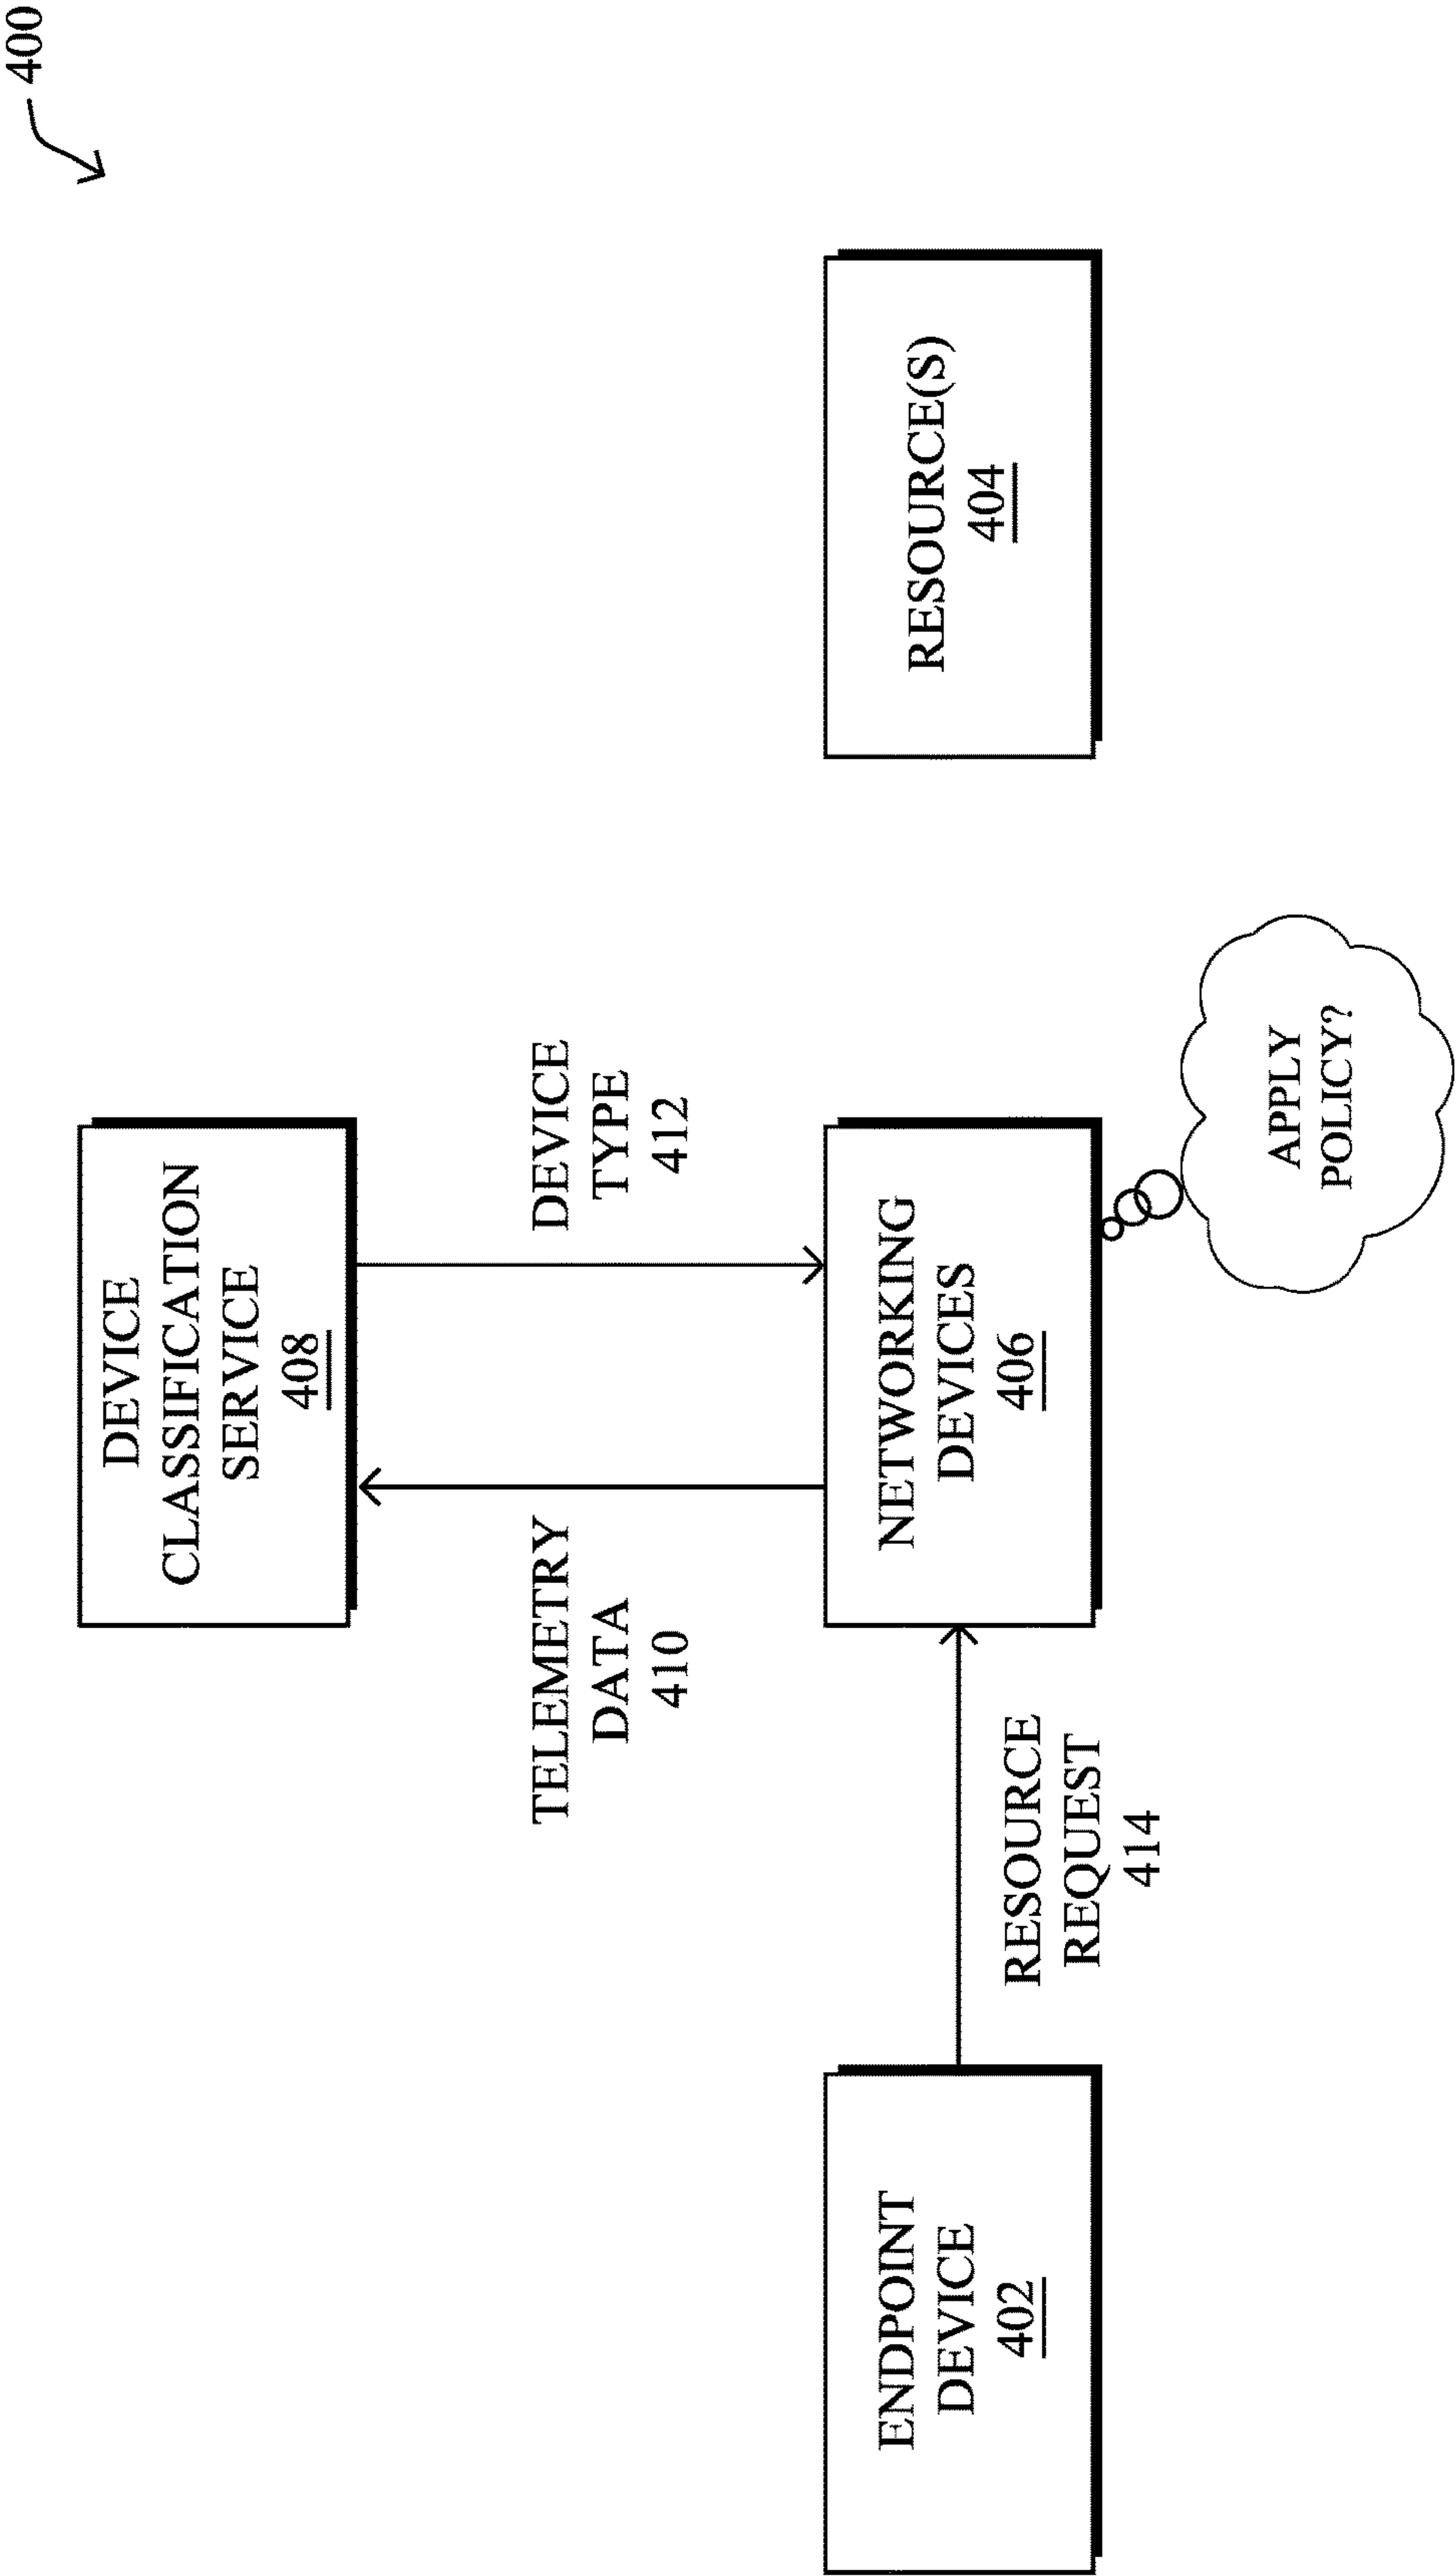 400
DEVICE
CLASSIFICATION
SERVICE
408
TELEMETRY
DATA
410
DEVICE
TYPE
412
ENDPOINT
DEVICE
402
RESOURCE
REQUEST
414
NETWORKING
DEVICES
406
RESOURCE(S)
404
APPLY
POLICY?